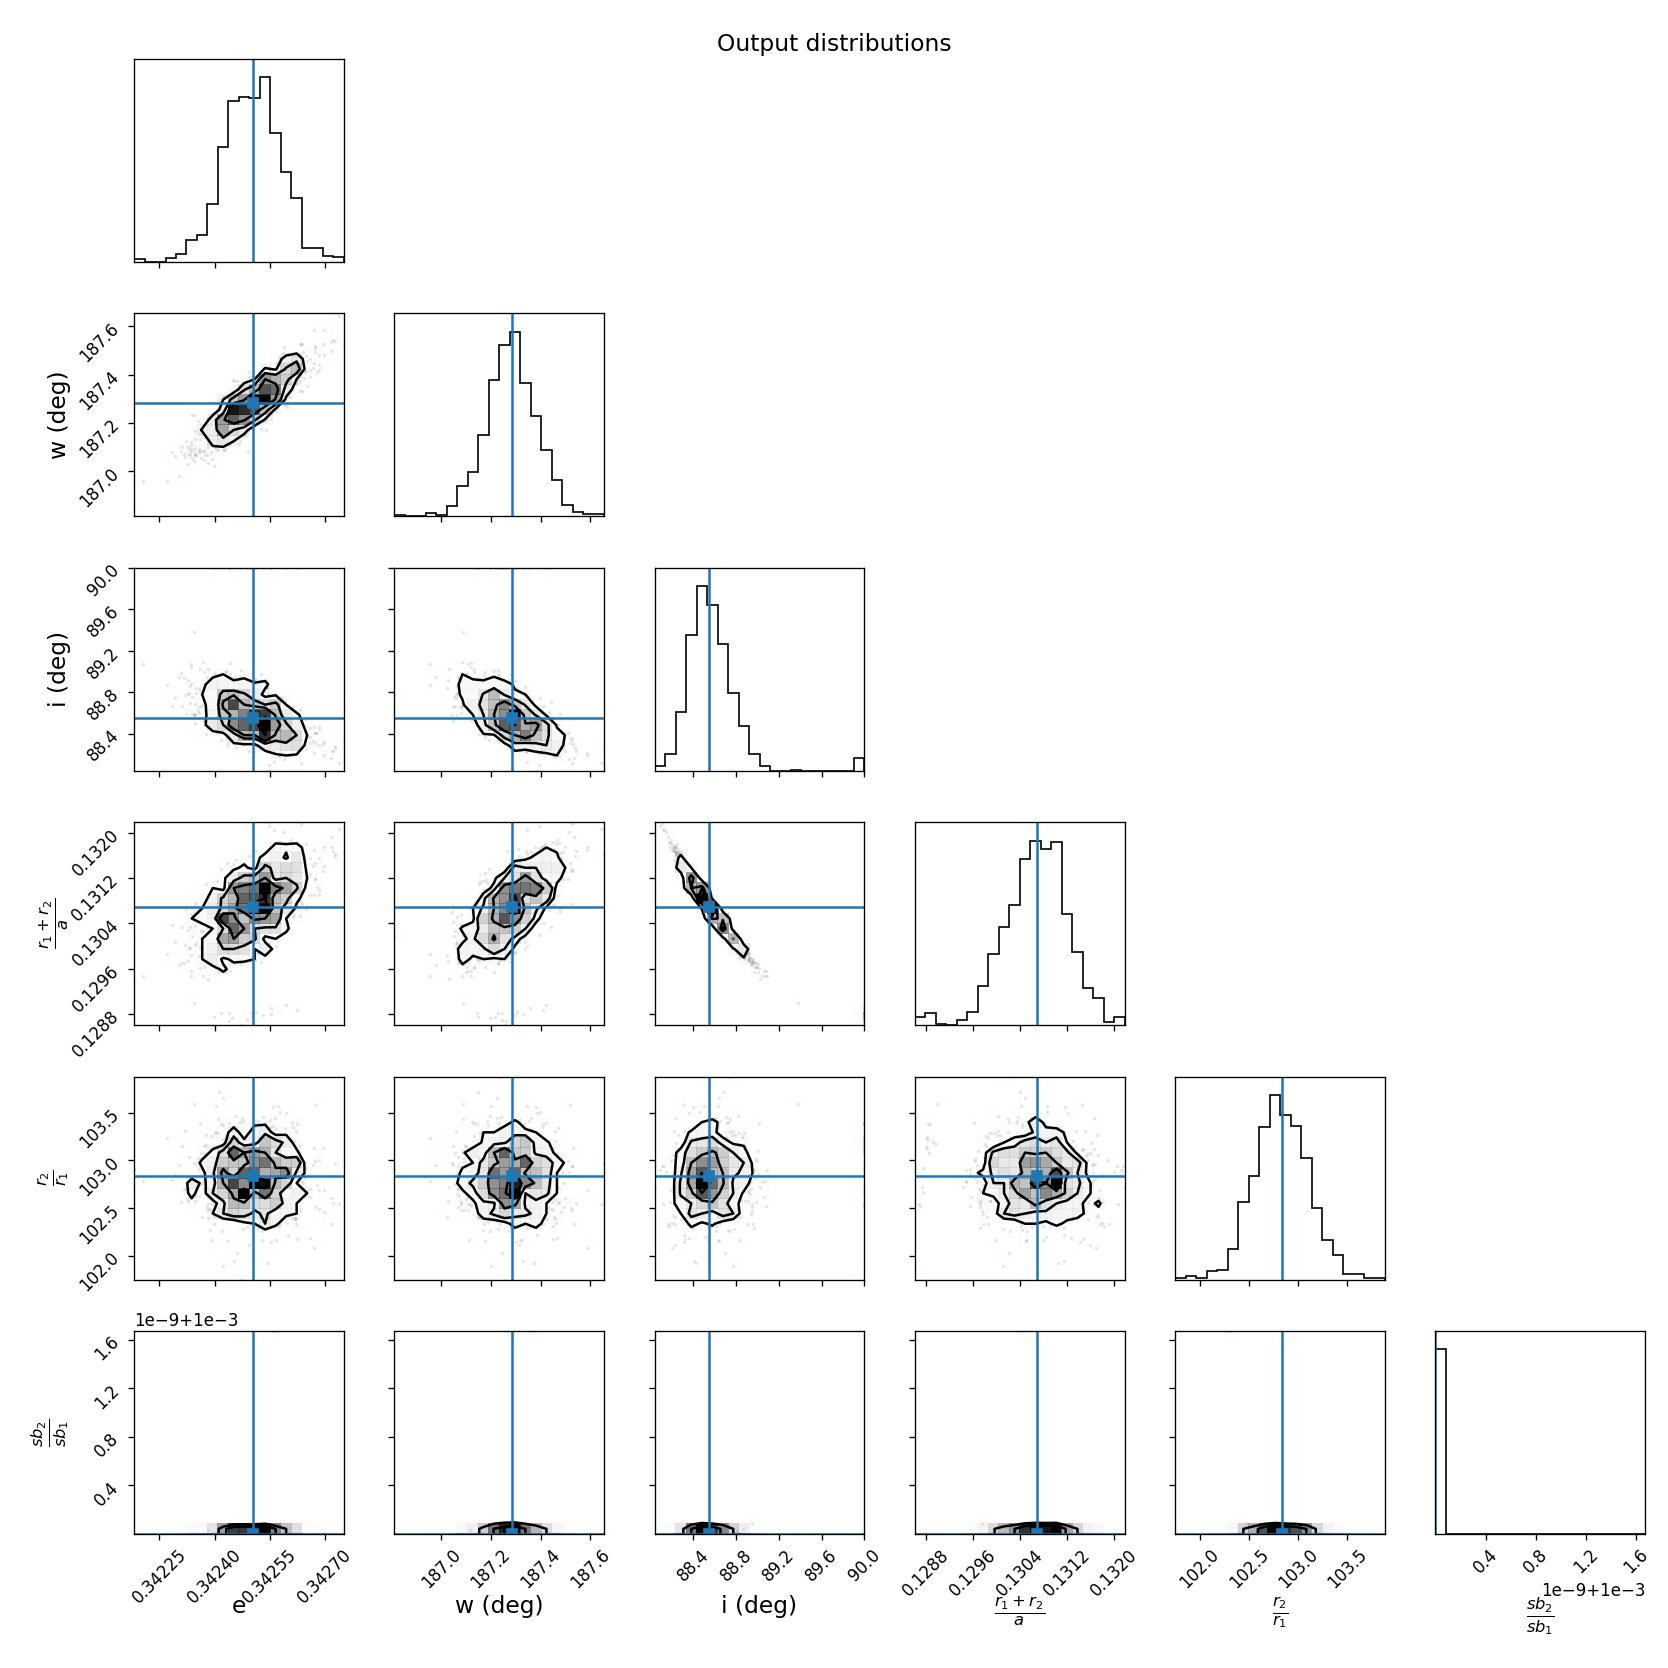 Output distributions
w (deg)
187.6
187.4
187.2
187.0
i (deg)
90.0
89.6
89.2
88.8
88.4
r₁ + r₂
a
0.1320
0.1312
0.1304
0.1296
0.1288
r₂
r₁
103.5
103.0
102.5
102.0
1e−9+1e−3
sb₂
sb₁
1.6
1.2
0.8
0.4
0.34225 0.34240 0.34255 0.34270
187.0 187.2 187.4 187.6
88.4 88.8 89.2 89.6 90.0
0.1288 0.1296 0.1304 0.1312 0.1320
102.0 102.5 103.0 103.5
0.4 0.8 1.2 1.6
1e−9+1e−3
e
w (deg)
i (deg)
r₁ + r₂
a
r₂
r₁
sb₂
sb₁